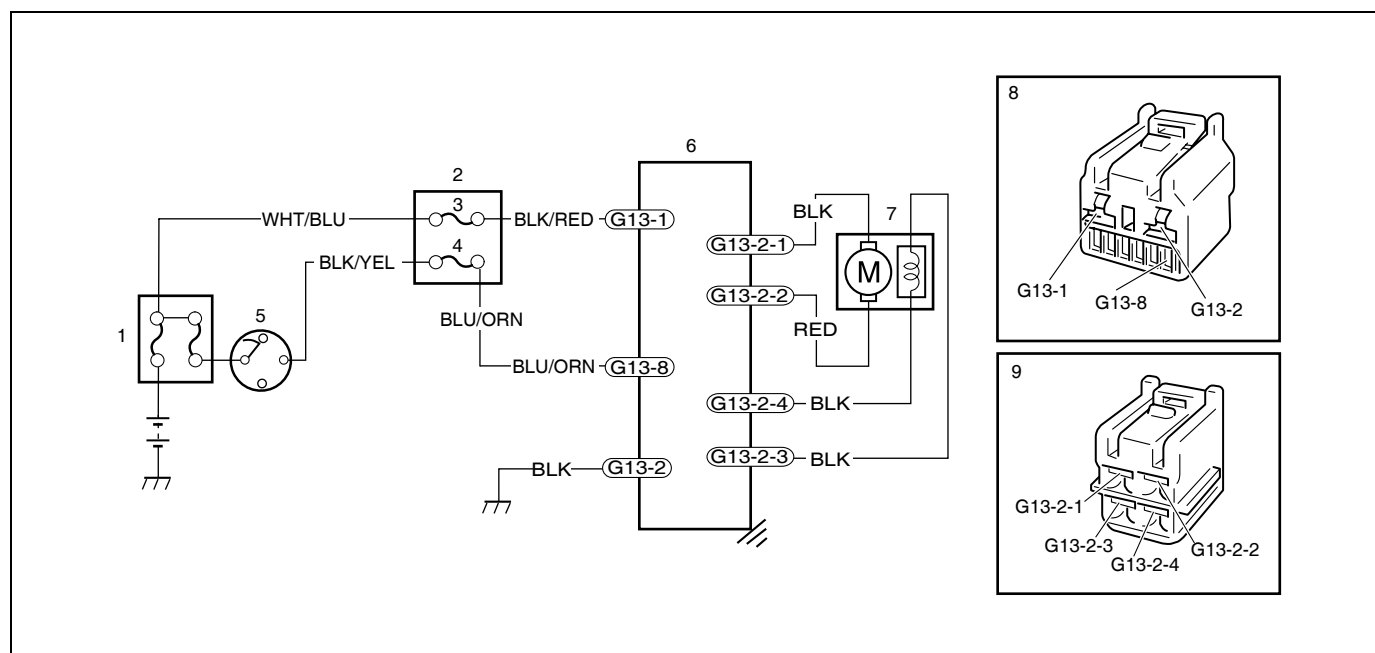 6
8
2
7
WHT/BLU
3
BLK/RED
G13-1
BLK
G13-2-1
M
4
BLK/YEL
G13-2-2
G13-1
G13-8
G13-2
BLU/ORN
RED
1
5
BLU/ORN
G13-8
9
G13-2-4
BLK
BLK
G13-2
G13-2-3
BLK
G13-2-1
G13-2-3
G13-2-4
G13-2-2